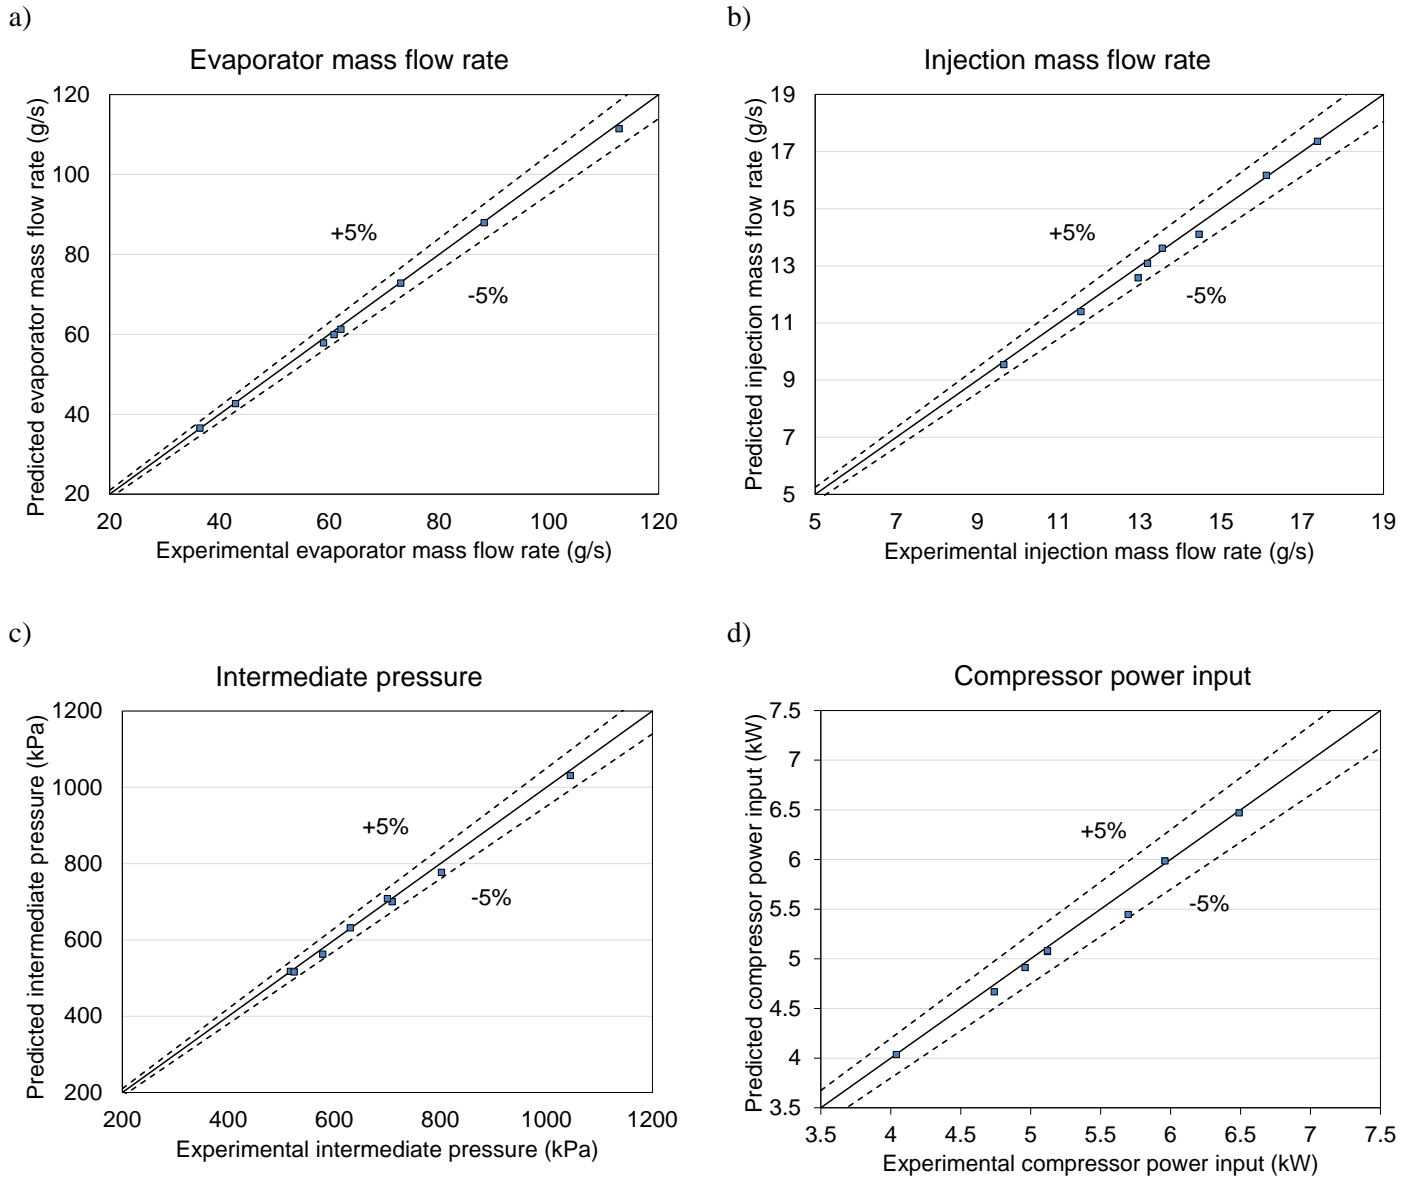 a)
Evaporator mass flow rate
Predicted evaporator mass flow rate (g/s)
120
100
80
60
40
20
+5%
-5%
20 40 60 80 100 120
Experimental evaporator mass flow rate (g/s)
b)
Injection mass flow rate
Predicted injection mass flow rate (g/s)
19
17
15
13
11
9
7
5
+5%
-5%
5 7 9 11 13 15 17 19
Experimental injection mass flow rate (g/s)
c)
Intermediate pressure
Predicted intermediate pressure (kPa)
1200
1000
800
600
400
200
+5%
-5%
200 400 600 800 1000 1200
Experimental intermediate pressure (kPa)
d)
Compressor power input
Predicted compressor power input (kW)
7.5
7
6.5
6
5.5
5
4.5
4
3.5
+5%
-5%
3.5 4 4.5 5 5.5 6 6.5 7 7.5
Experimental compressor power input (kW)